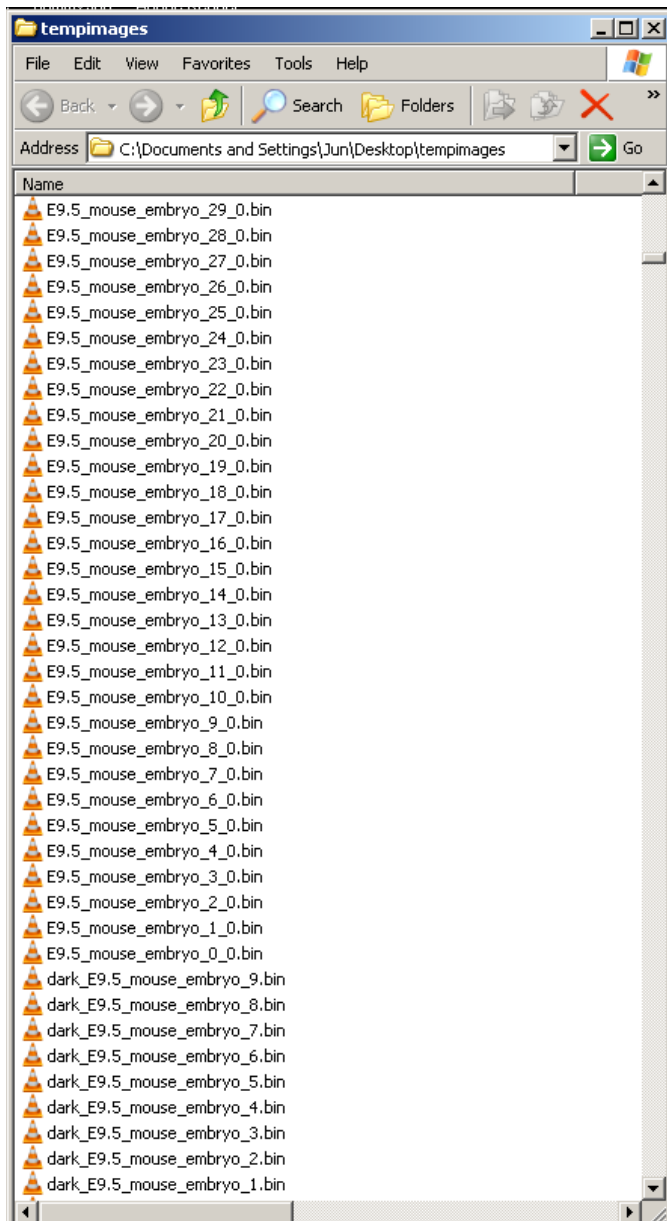 tempimages
File Edit View Favorites Tools Help
Back Search Folders »
Address C:\Documents and Settings\Jun\Desktop\tempimages Go
Name
E9.5_mouse_embryo_29_0.bin
E9.5_mouse_embryo_28_0.bin
E9.5_mouse_embryo_27_0.bin
E9.5_mouse_embryo_26_0.bin
E9.5_mouse_embryo_25_0.bin
E9.5_mouse_embryo_24_0.bin
E9.5_mouse_embryo_23_0.bin
E9.5_mouse_embryo_22_0.bin
E9.5_mouse_embryo_21_0.bin
E9.5_mouse_embryo_20_0.bin
E9.5_mouse_embryo_19_0.bin
E9.5_mouse_embryo_18_0.bin
E9.5_mouse_embryo_17_0.bin
E9.5_mouse_embryo_16_0.bin
E9.5_mouse_embryo_15_0.bin
E9.5_mouse_embryo_14_0.bin
E9.5_mouse_embryo_13_0.bin
E9.5_mouse_embryo_12_0.bin
E9.5_mouse_embryo_11_0.bin
E9.5_mouse_embryo_10_0.bin
E9.5_mouse_embryo_9_0.bin
E9.5_mouse_embryo_8_0.bin
E9.5_mouse_embryo_7_0.bin
E9.5_mouse_embryo_6_0.bin
E9.5_mouse_embryo_5_0.bin
E9.5_mouse_embryo_4_0.bin
E9.5_mouse_embryo_3_0.bin
E9.5_mouse_embryo_2_0.bin
E9.5_mouse_embryo_1_0.bin
E9.5_mouse_embryo_0_0.bin
dark_E9.5_mouse_embryo_9.bin
dark_E9.5_mouse_embryo_8.bin
dark_E9.5_mouse_embryo_7.bin
dark_E9.5_mouse_embryo_6.bin
dark_E9.5_mouse_embryo_5.bin
dark_E9.5_mouse_embryo_4.bin
dark_E9.5_mouse_embryo_3.bin
dark_E9.5_mouse_embryo_2.bin
dark_E9.5_mouse_embryo_1.bin